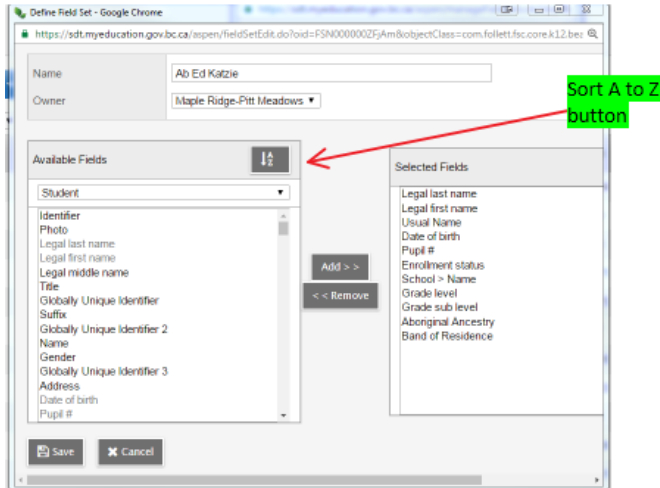 Define Field Set - Google Chrome
https://sdt.myeducation.gov.bc.ca/aspen/fieldSetEdit.do?oid=FSN000000ZFjAm&objectClass=com.follett.fsc.core.k12.bea
Name
Ab Ed Katzie
Owner
Maple Ridge-Pitt Meadows
Sort A to Z
button
Available Fields
A
Z
Student
Identifier
Photo
Legal last name
Legal first name
Legal middle name
Title
Globally Unique Identifier
Suffix
Globally Unique Identifier 2
Name
Gender
Globally Unique Identifier 3
Address
Date of birth
Pupil #
Add > >
< < Remove
Selected Fields
Legal last name
Legal first name
Usual Name
Date of birth
Pupil #
Enrollment status
School > Name
Grade level
Grade sub level
Aboriginal Ancestry
Band of Residence
Save
Cancel